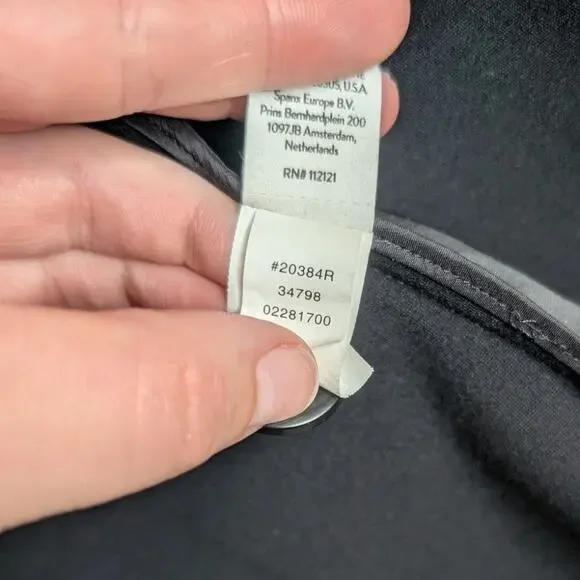 U.S.A
Spanx Europe B.V.
Prins Bernhardplein 200
1097JB Amsterdam,
Netherlands
RN# 112121
#20384R
34798
02281700